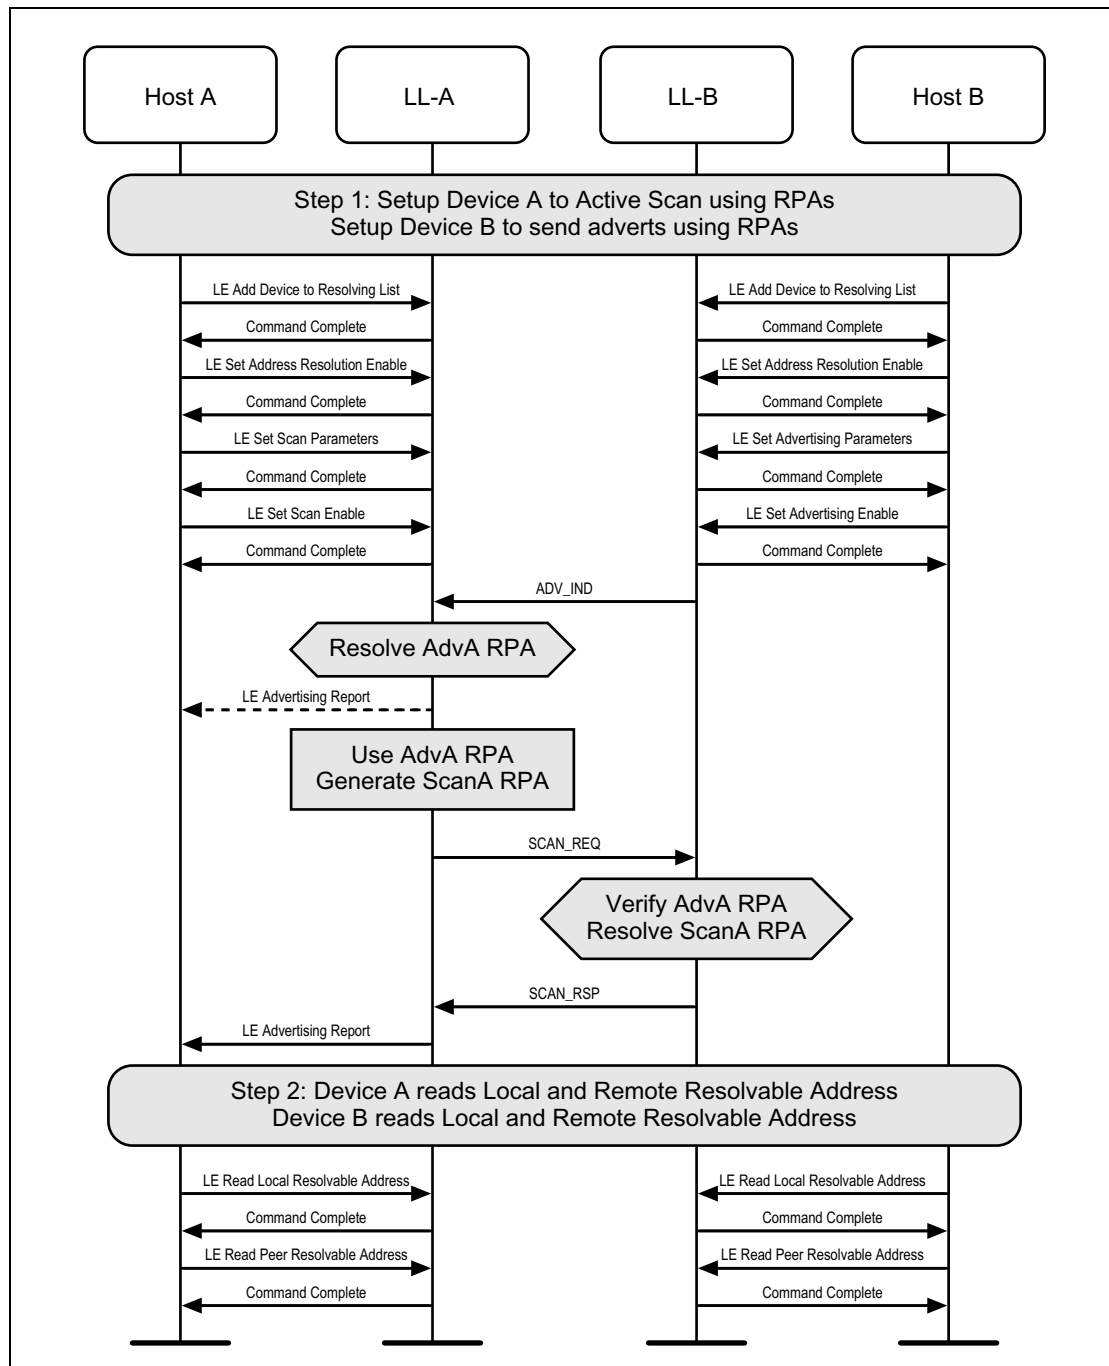 Host A
LL-A
LL-B
Host B
Step 1: Setup Device A to Active Scan using RPAs
Setup Device B to send adverts using RPAs
LE Add Device to Resolving List
LE Add Device to Resolving List
Command Complete
Command Complete
LE Set Address Resolution Enable
LE Set Address Resolution Enable
Command Complete
Command Complete
LE Set Scan Parameters
LE Set Advertising Parameters
Command Complete
Command Complete
LE Set Scan Enable
LE Set Advertising Enable
Command Complete
Command Complete
ADV_IND
Resolve AdvA RPA
LE Advertising Report
Use AdvA RPA
Generate ScanA RPA
SCAN_REQ
Verify AdvA RPA
Resolve ScanA RPA
SCAN_RSP
LE Advertising Report
Step 2: Device A reads Local and Remote Resolvable Address
Device B reads Local and Remote Resolvable Address
LE Read Local Resolvable Address
LE Read Local Resolvable Address
Command Complete
Command Complete
LE Read Peer Resolvable Address
LE Read Peer Resolvable Address
Command Complete
Command Complete